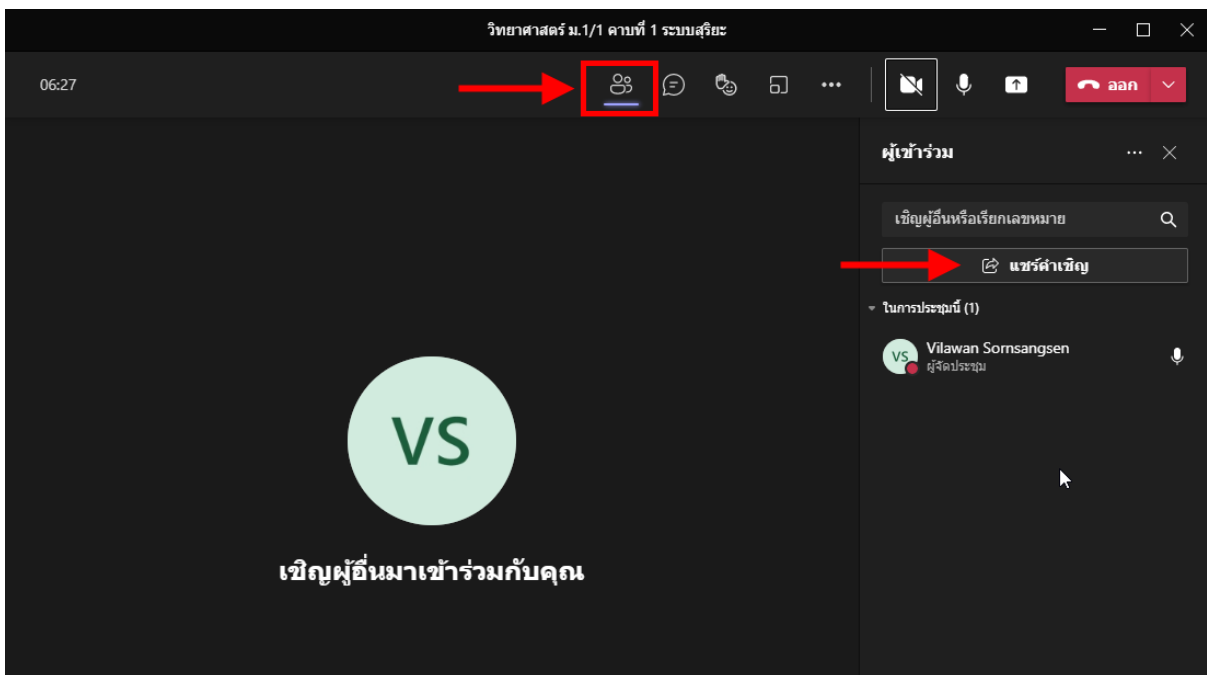 วิทยาศาสตร์ ม.1/1 คาบที่ 1 ระบบสุริยะ
06:27
ออก
ผู้เข้าร่วม
เชิญผู้อื่นหรือเรียกเลขหมาย
แชร์คำเชิญ
ในการประชุมนี้ (1)
VS
Vilawan Sornsangsen
ผู้จัดประชุม
VS
เชิญผู้อื่นมาเข้าร่วมกับคุณ